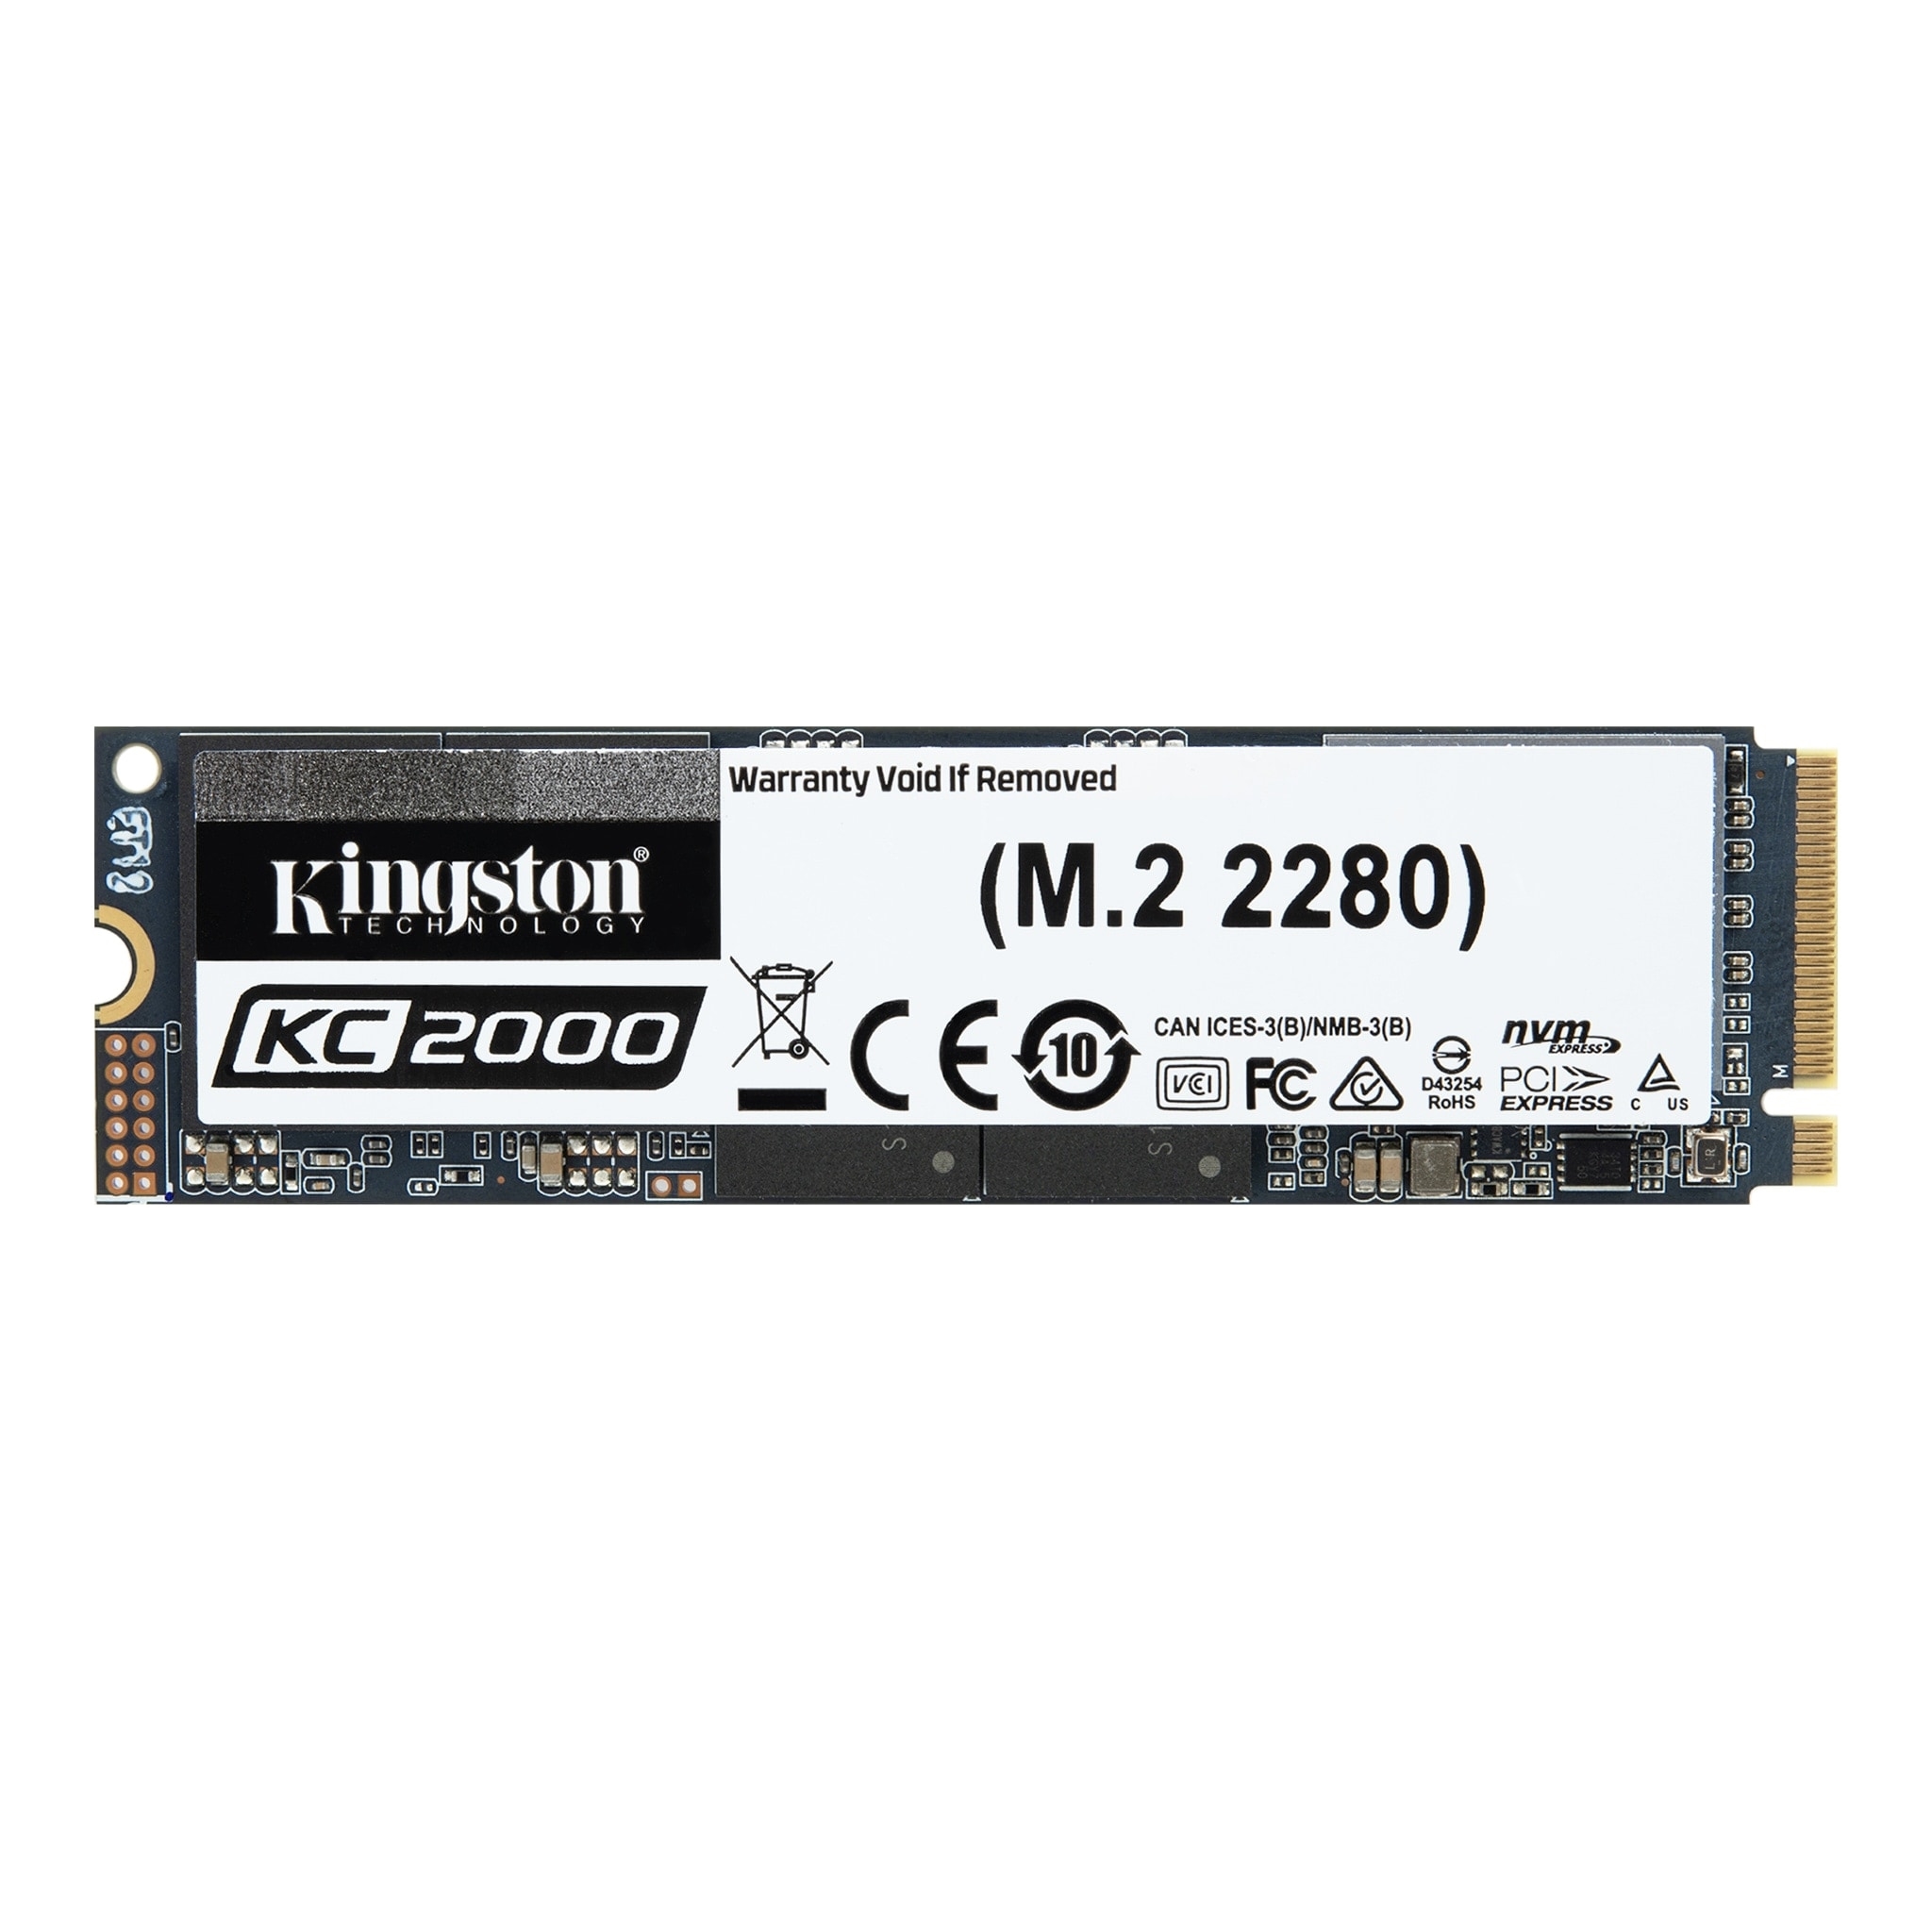 Warranty Void If Removed
Kingston®
TECHNOLOGY
(M.2 2280)
KC2000
10
CAN ICES-3(B)/NMB-3(B)
VCI
FC
D43254
RoHS
nvm
EXPRESS
PCI
EXPRESS
C US
M